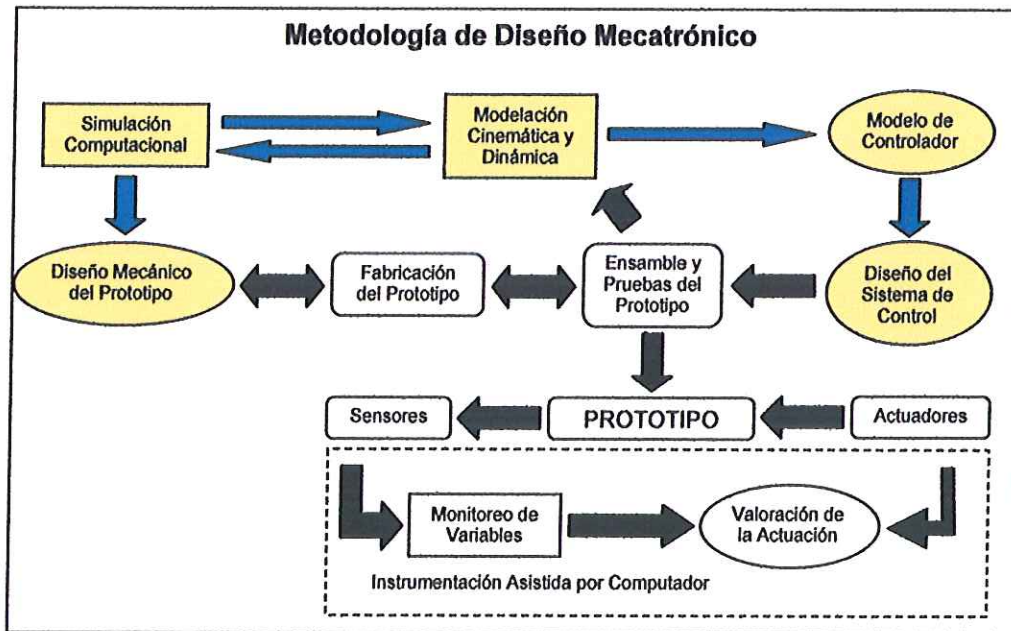 Metodología de Diseño Mecatrónico
Simulación
Computacional
Modelación
Cinemática y
Dinámica
Modelo de
Controlador
Diseño Mecánico
del Prototipo
Fabricación
del Prototipo
Ensamble y
Pruebas del
Prototipo
Diseño del
Sistema de
Control
Sensores
PROTOTIPO
Actuadores
Monitoreo de
Variables
Valoración de
la Actuación
Instrumentación Asistida por Computador